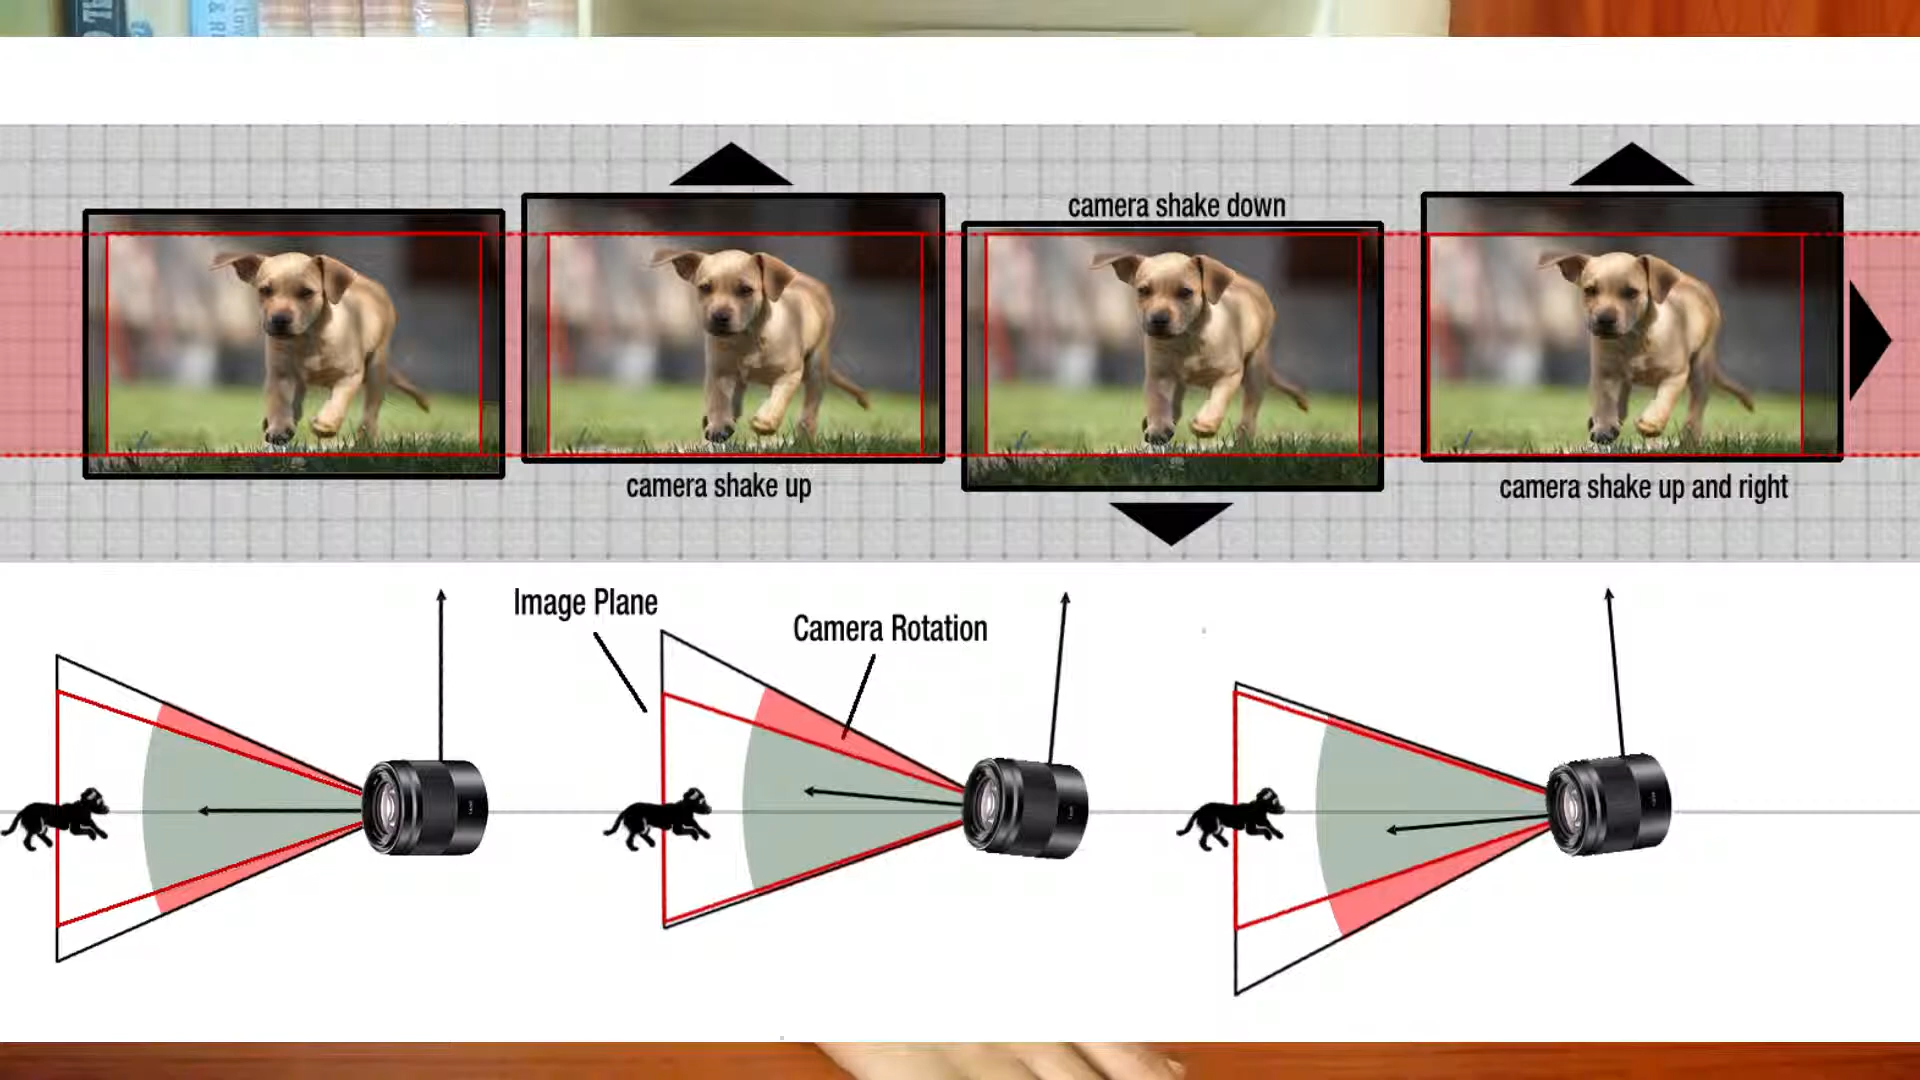 camera shake down
camera shake up
camera shake up and right
Image Plane
Camera Rotation